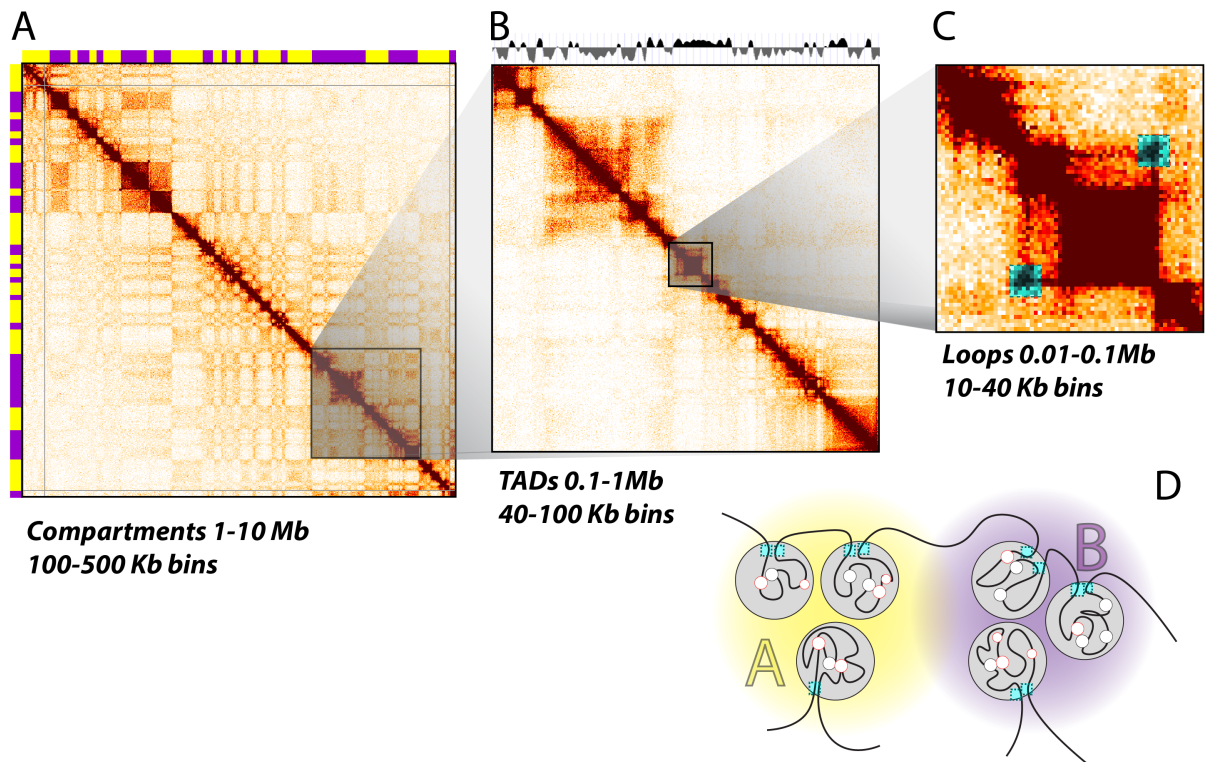 A
B
C
Compartments 1-10 Mb
100-500 Kb bins
TADs 0.1-1Mb
40-100 Kb bins
Loops 0.01-0.1Mb
10-40 Kb bins
D
B
A